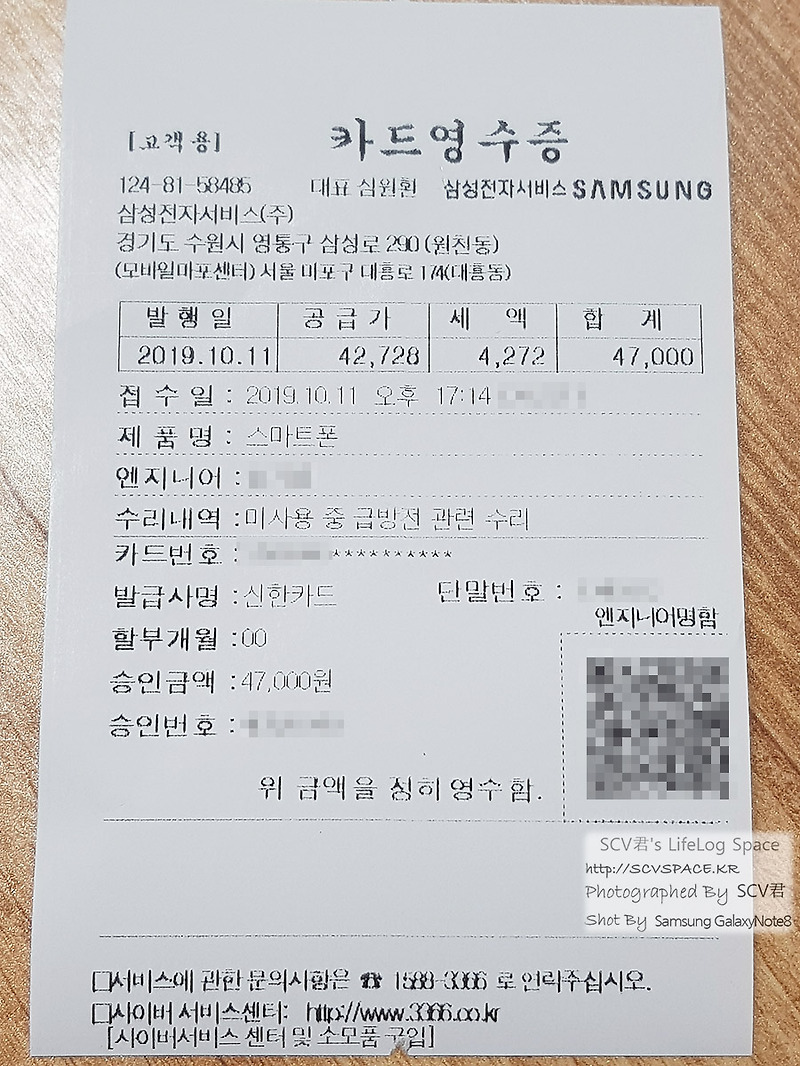 [고객용] 카드영수증
124-81-58485 대표 심원환 삼성전자서비스 SAMSUNG
삼성전자서비스(주)
경기도 수원시 영통구 삼성로 290 (원천동)
(모바일마포센터) 서울 마포구 대흥로 174(대흥동)
발행일 공급가 세액 합계
2019.10.11 42,728 4,272 47,000
접수일 : 2019.10.11 오후 17:14
제품명 : 스마트폰
엔지니어 :
수리내역 : 미사용 중 급방전 관련 수리
카드번호 : **********
발급사명 : 신한카드 단말번호 :
엔지니어명함
할부개월 : 00
승인금액 : 47,000원
승인번호 :
위 금액을 정히 영수함.
SCV君's LifeLog Space
http://SCVSPACE.KR
Photographed By SCV君
Shot By Samsung GalaxyNote8
□서비스에 관한 문의사항은 ☎ 1588-3366 로 연락주십시오.
□사이버 서비스센터: http://www.3366.co.kr
[사이버서비스 센터 및 소모품 구입]